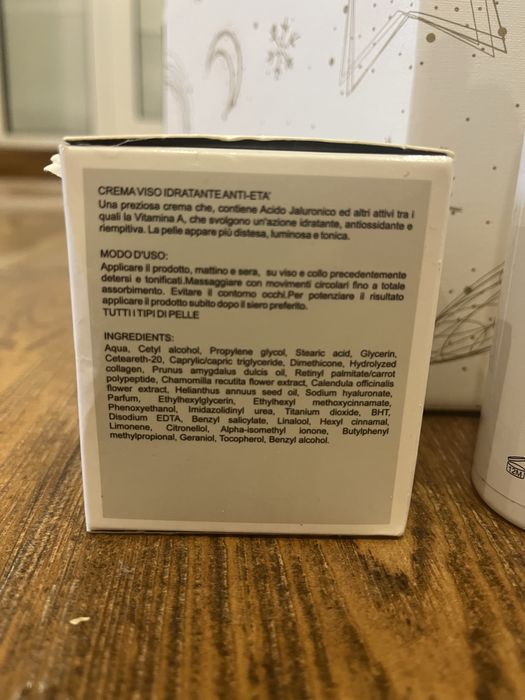 CREMA VISO IDRATANTE ANTI-ETA'
Una preziosa crema che, contiene Acido Jaluronico ed altri attivi tra i
quali la Vitamina A, che svolgono un'azione idratante, antiossidante e
riempitiva. La pelle appare più distesa, luminosa e tonica.
MODO D'USO:
Applicare il prodotto, mattino e sera, su viso e collo precedentemente
detersi e tonificati.Massaggiare con movimenti circolari fino a totale
assorbimento. Evitare il contorno occhi.Per potenziare il risultato
applicare il prodotto subito dopo il siero preferito.
TUTTI I TIPI DI PELLE
INGREDIENTS:
Aqua, Cetyl alcohol, Propylene glycol, Stearic acid, Glycerin,
Ceteareth-20, Caprylic/capric triglyceride, Dimethicone, Hydrolyzed
collagen, Prunus amygdalus dulcis oil, Retinyl palmitate/carrot
polypeptide, Chamomilla recutita flower extract, Calendula officinalis
flower extract, Helianthus annuus seed oil, Sodium hyaluronate,
Parfum, Ethylhexylglycerin, Ethylhexyl methoxycinnamate,
Phenoxyethanol, Imidazolidinyl urea, Titanium dioxide, BHT,
Disodium EDTA, Benzyl salicylate, Linalool, Hexyl cinnamal,
Limonene, Citronellol, Alpha-isomethyl ionone, Butylphenyl
methylpropional, Geraniol, Tocopherol, Benzyl alcohol.
12M